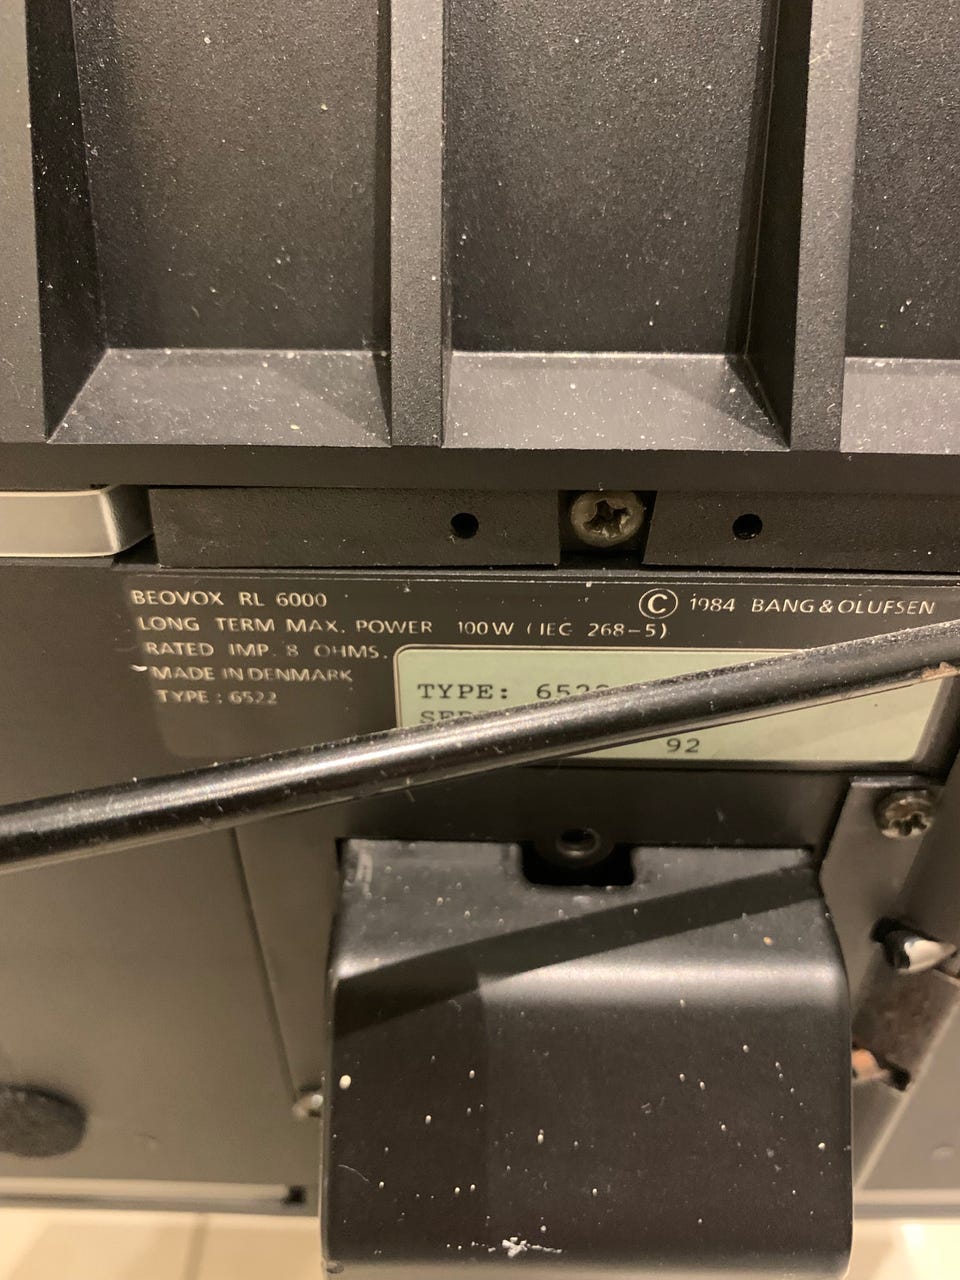 BEOVOX RL 6000
© 1984 BANG & OLUFSEN
LONG TERM MAX. POWER 100W (IEC 268-5)
RATED IMP. 8 OHMS.
MADE IN DENMARK
TYPE : 6522
TYPE:
92